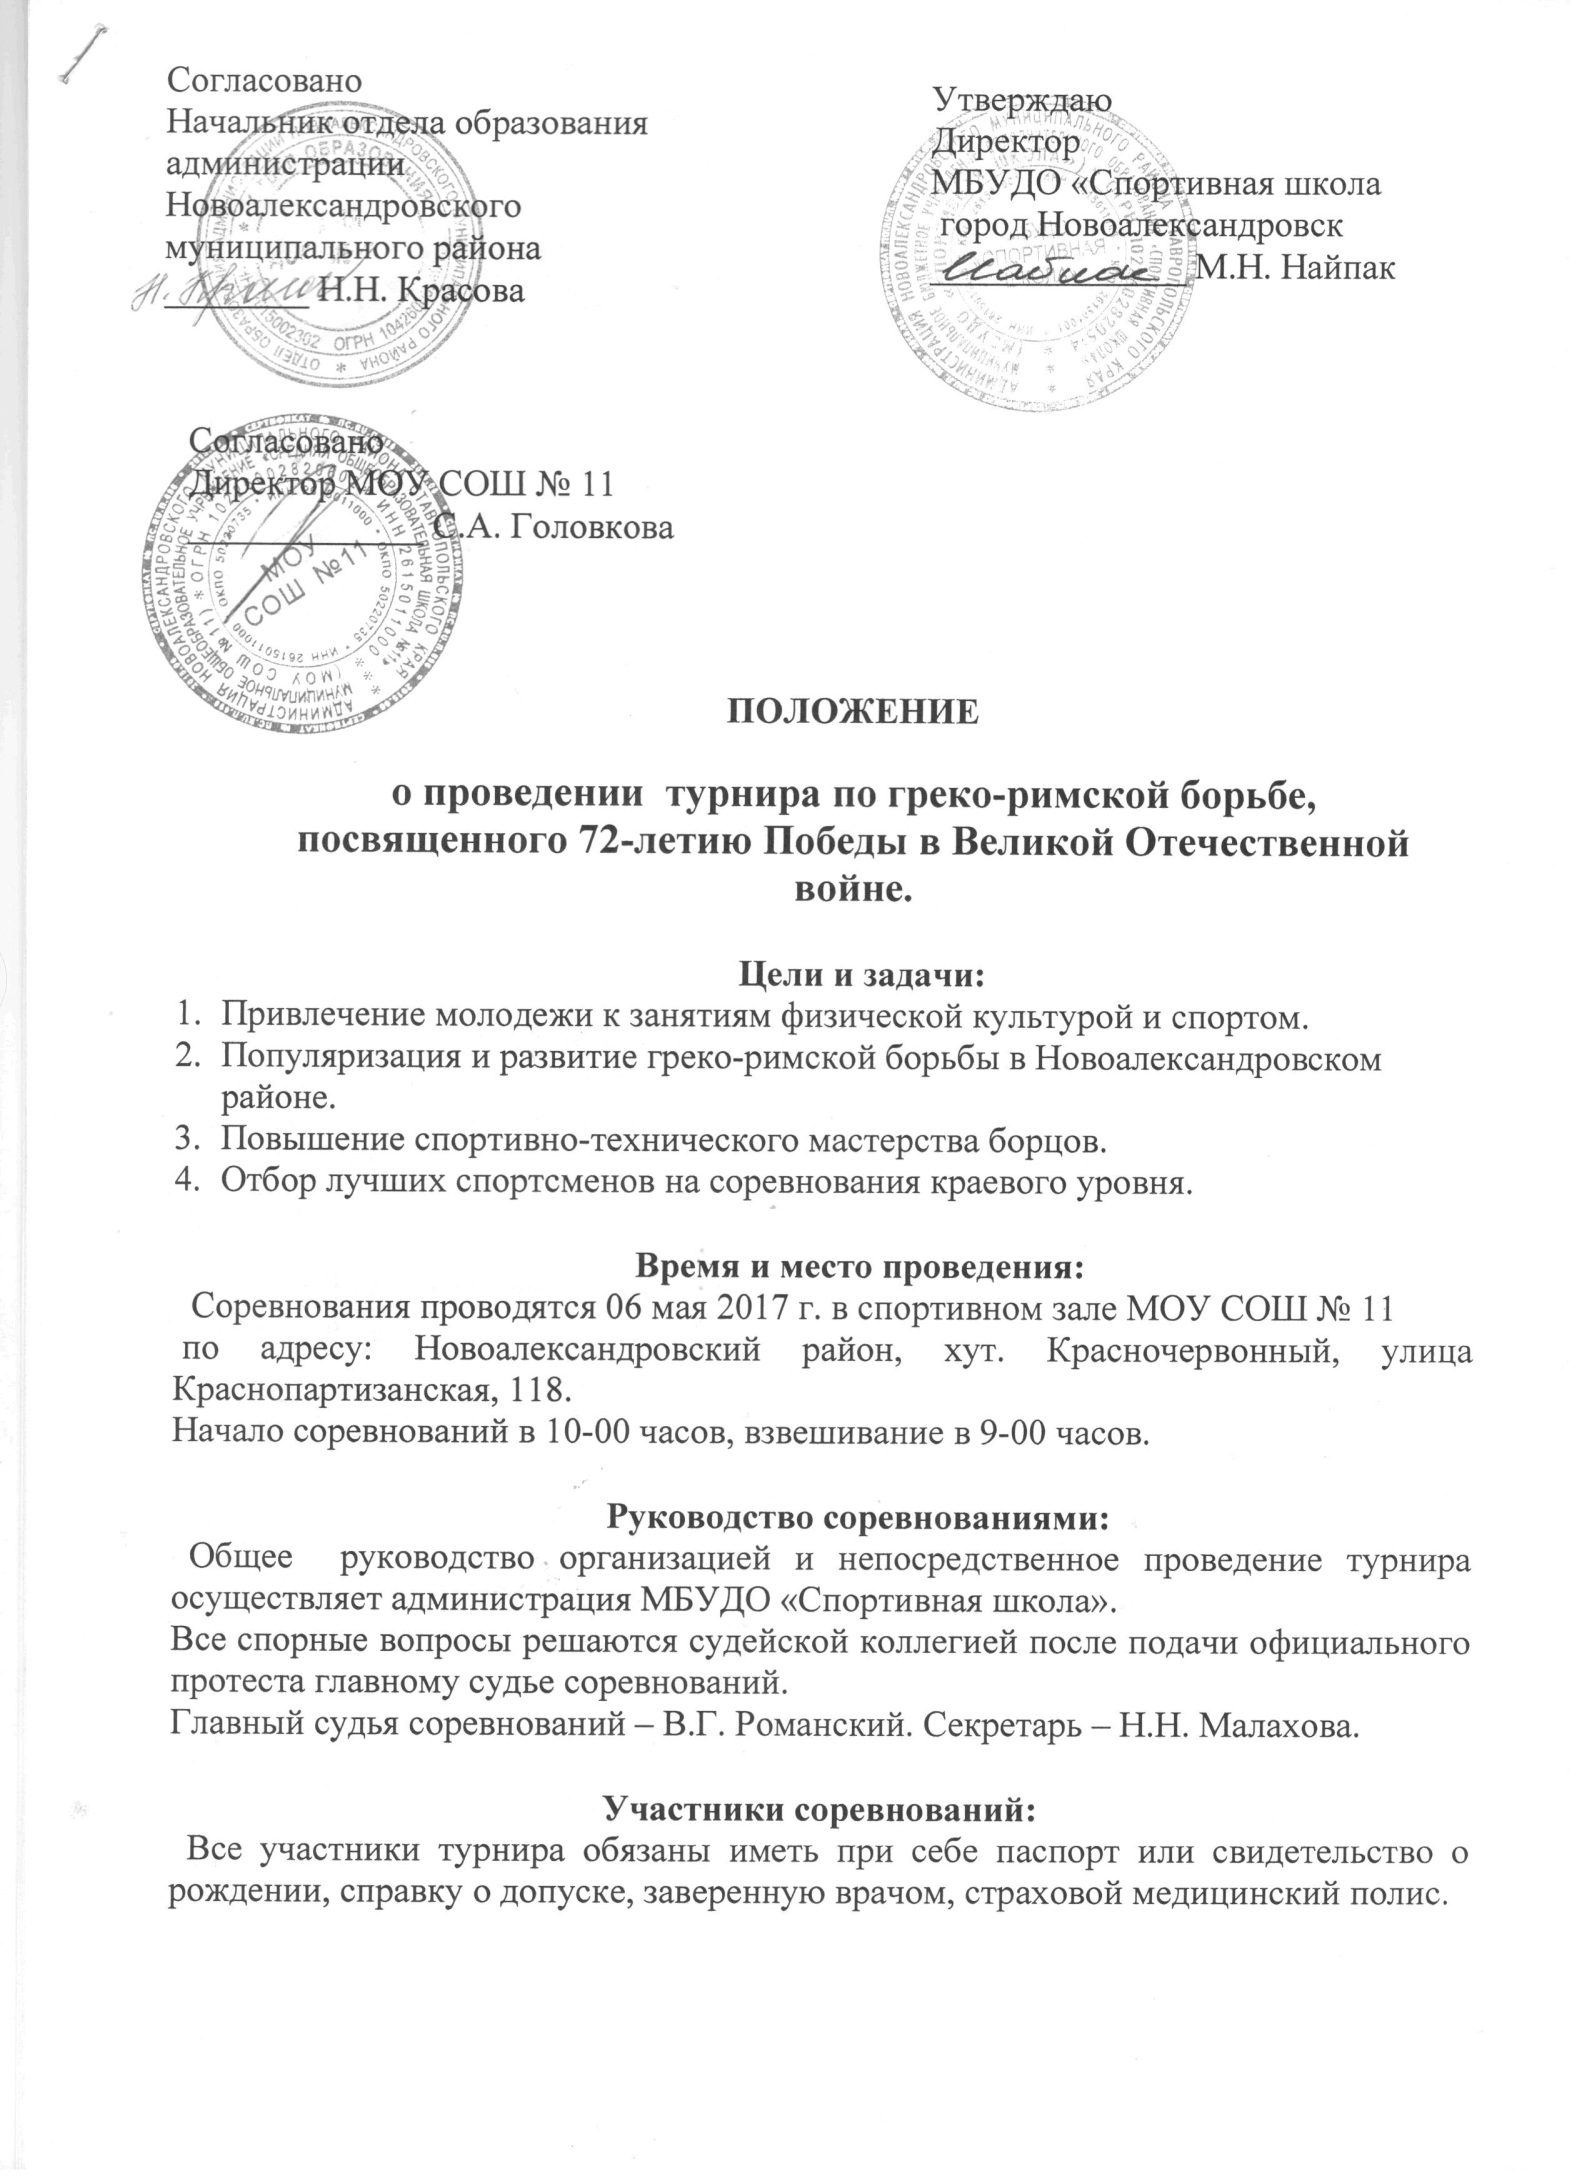 Согласовано
Начальник отдела образования
администрации
Новоалександровского
муниципального района
Н.Н. Красова
Утверждаю
Директор
МБУДО «Спортивная школа
город Новоалександровск
М.Н. Найпак
Согласовано
Директор МОУ СОШ № 11
С.А. Головкова
МОУ
СОШ №11
ПОЛОЖЕНИЕ
о проведении турнира по греко-римской борьбе,
посвященного 72-летию Победы в Великой Отечественной
войне.
Цели и задачи:
1. Привлечение молодежи к занятиям физической культурой и спортом.
2. Популяризация и развитие греко-римской борьбы в Новоалександровском
районе.
3. Повышение спортивно-технического мастерства борцов.
4. Отбор лучших спортсменов на соревнования краевого уровня.
Время и место проведения:
Соревнования проводятся 06 мая 2017 г. в спортивном зале МОУ СОШ № 11
по адресу: Новоалександровский район, хут. Красночервонный, улица
Краснопартизанская, 118.
Начало соревнований в 10-00 часов, взвешивание в 9-00 часов.
Руководство соревнованиями:
Общее руководство организацией и непосредственное проведение турнира
осуществляет администрация МБУДО «Спортивная школа».
Все спорные вопросы решаются судейской коллегией после подачи официального
протеста главному судье соревнований.
Главный судья соревнований – В.Г. Романский. Секретарь – Н.Н. Малахова.
Участники соревнований:
Все участники турнира обязаны иметь при себе паспорт или свидетельство о
рождении, справку о допуске, заверенную врачом, страховой медицинский полис.